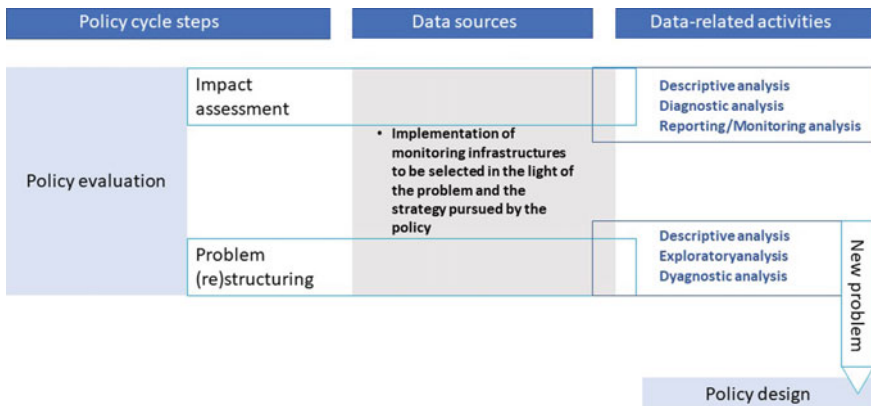 Policy cycle steps
Data sources
Data-related activities
Policy evaluation
Impact
assessment
• Implementation of
monitoring infrastructures
to be selected in the light of
the problem and the
strategy pursued by the
policy
Descriptive analysis
Diagnostic analysis
Reporting/Monitoring analysis
Problem
(re)structuring
Descriptive analysis
Exploratoryanalysis
Dyagnostic analysis
New problem
Policy design